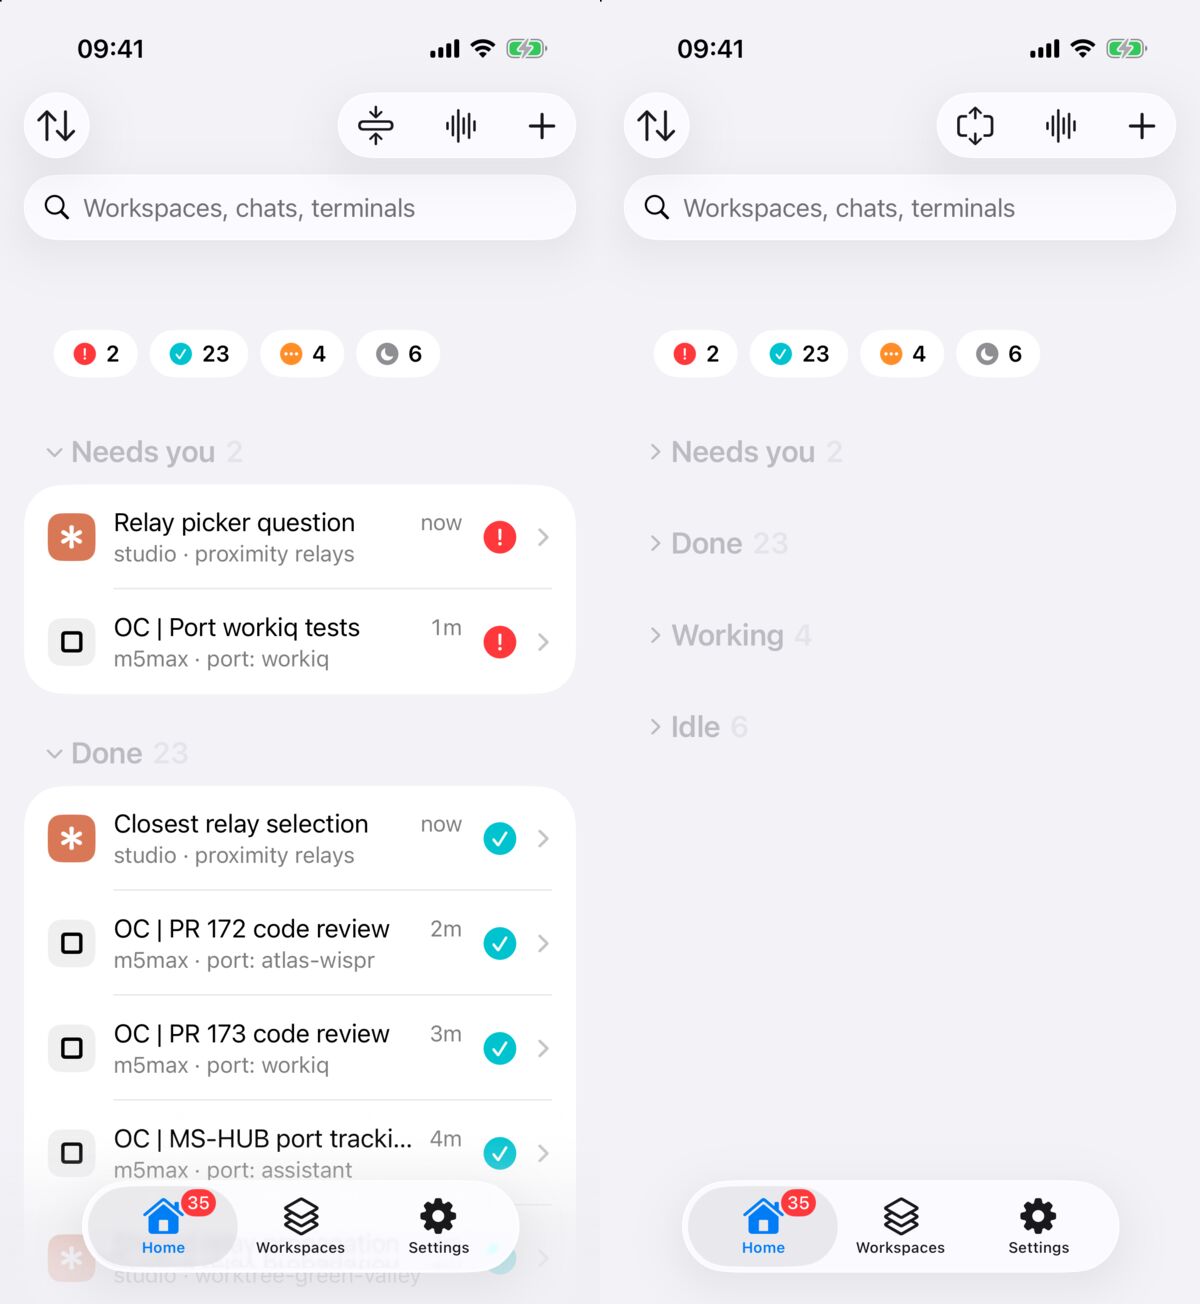 09:41
Workspaces, chats, terminals
2
23
4
6
Needs you 2
Relay picker question
now
studio · proximity relays
OC | Port workiq tests
1m
m5max · port: workiq
Done 23
Closest relay selection
now
studio · proximity relays
OC | PR 172 code review
2m
m5max · port: atlas-wispr
OC | PR 173 code review
3m
m5max · port: workiq
OC | MS-HUB port tracki...
4m
m5max · port: assistant
studio · worktree-green-valley
35
Home
Workspaces
Settings
09:41
Workspaces, chats, terminals
2
23
4
6
Needs you 2
Done 23
Working 4
Idle 6
35
Home
Workspaces
Settings